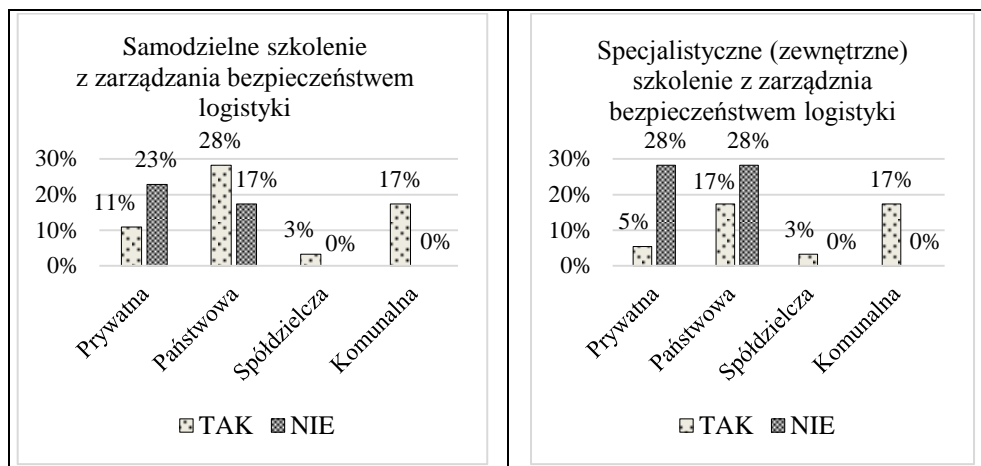 Samodzielne szkolenie
z zarządzania bezpieczeństwem
logistyki
30%
20%
10%
0%
11%
23%
28%
17%
3%
0%
17%
0%
Prywatna
Państwowa
Spółdzielcza
Komunalna
TAK
NIE
Specjalistyczne (zewnętrzne)
szkolenie z zarządznia
bezpieczeństwem logistyki
30%
20%
10%
0%
5%
28%
17%
28%
3%
0%
17%
0%
Prywatna
Państwowa
Spółdzielcza
Komunalna
TAK
NIE